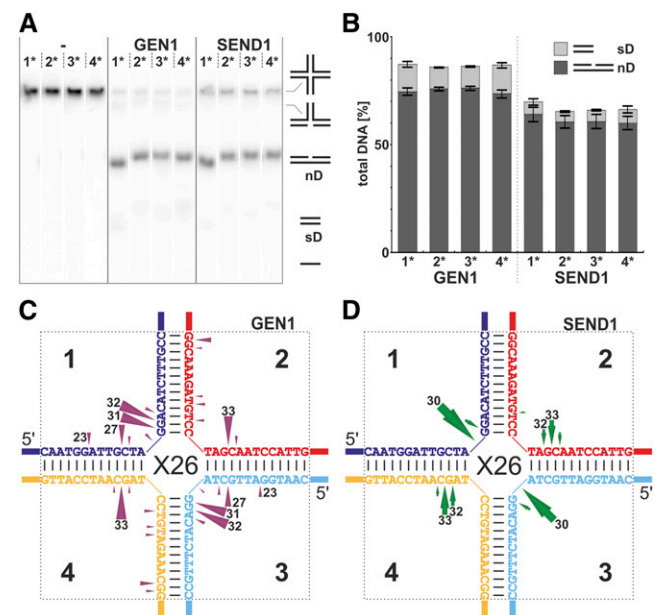 A
- GEN1 SEND1
1* 2* 3* 4* 1* 2* 3* 4* 1* 2* 3* 4*
nD
sD
B
100
50
0
total DNA [%]
sD
nD
1* 2* 3* 4* 1* 2* 3* 4*
GEN1 SEND1
C
GEN1
1
2
GGACATCTTTGCC
GGCAAAGATGTCC
32
31
27
23
33
5'
CAATGGATTGCTA
TAGCAATCCATTG
X26
GTTACCTAACGAT
ATCGTTAGGTAAC
5'
33
27
23
31
32
CCTGTAGAAACGG
CCGTTTCTACAGG
4
3
D
SEND1
1
2
GGACATCTTTGCC
GGCAAAGATGTCC
30
33
32
5'
CAATGGATTGCTA
TAGCAATCCATTG
X26
GTTACCTAACGAT
ATCGTTAGGTAAC
5'
33
32
30
CCTGTAGAAACGG
CCGTTTCTACAGG
4
3